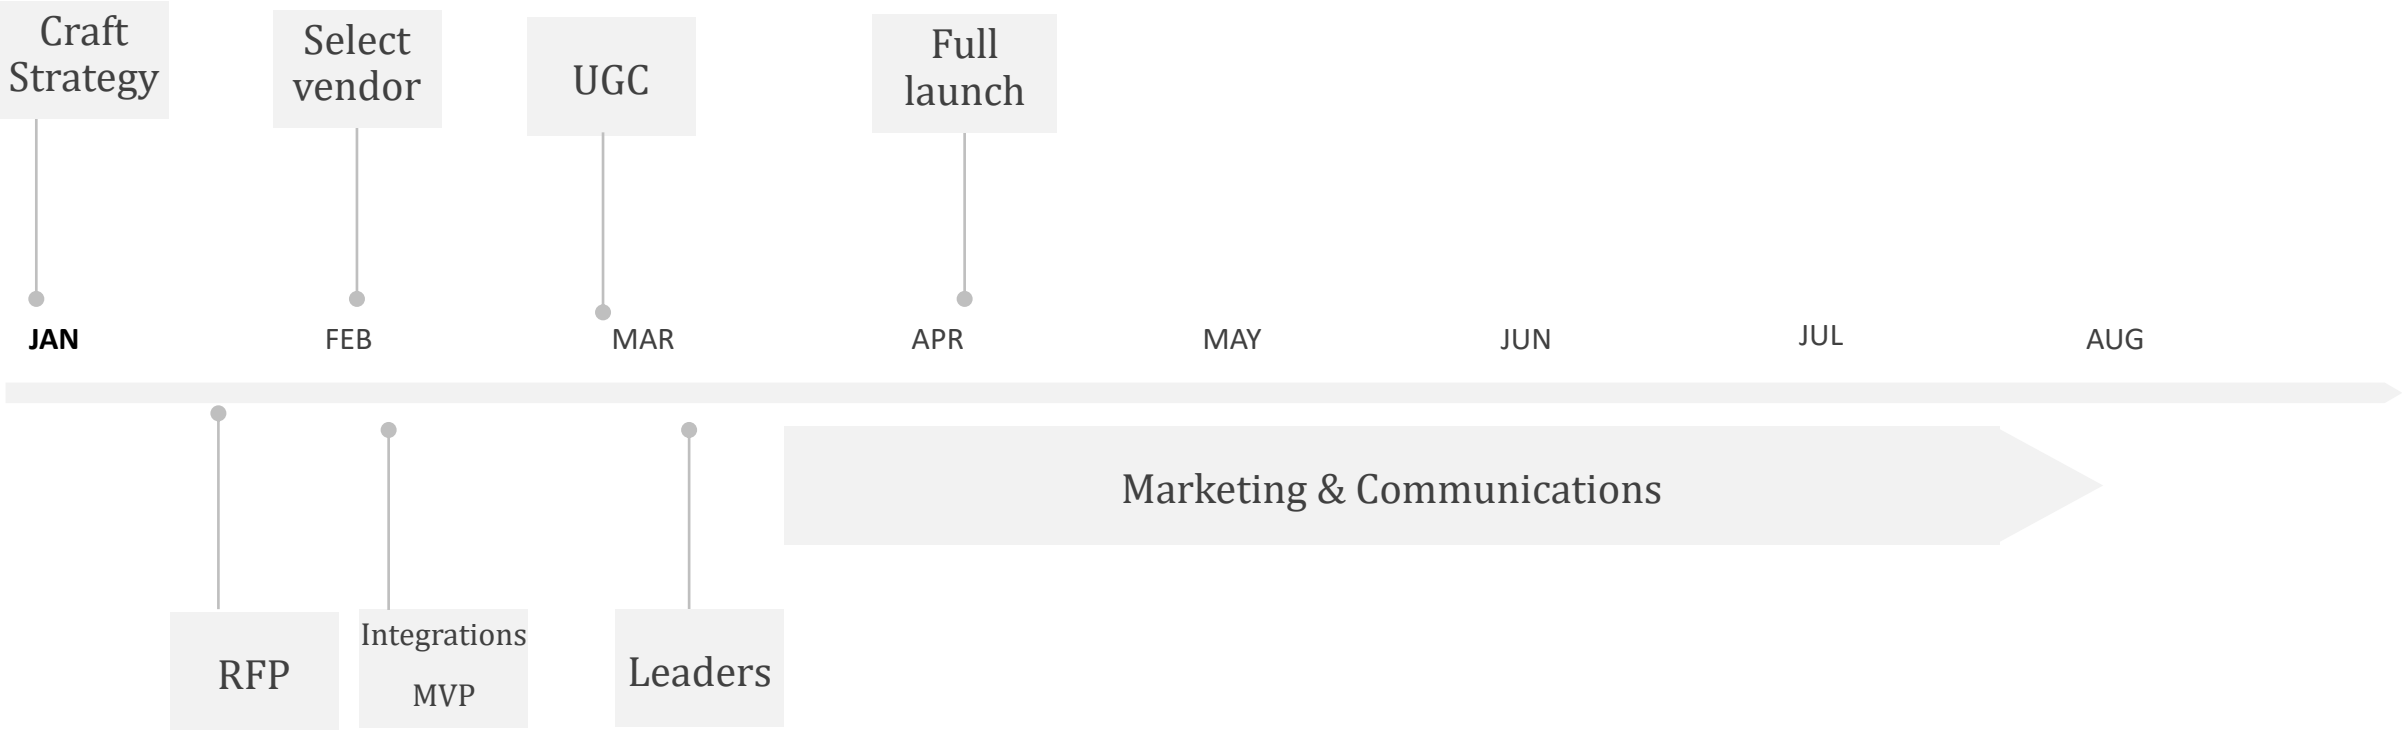 Craft
Strategy
Select
vendor
UGC
Full
launch
JAN
FEB
MAR
APR
MAY
JUN
JUL
AUG
Marketing & Communications
RFP
Integrations
MVP
Leaders